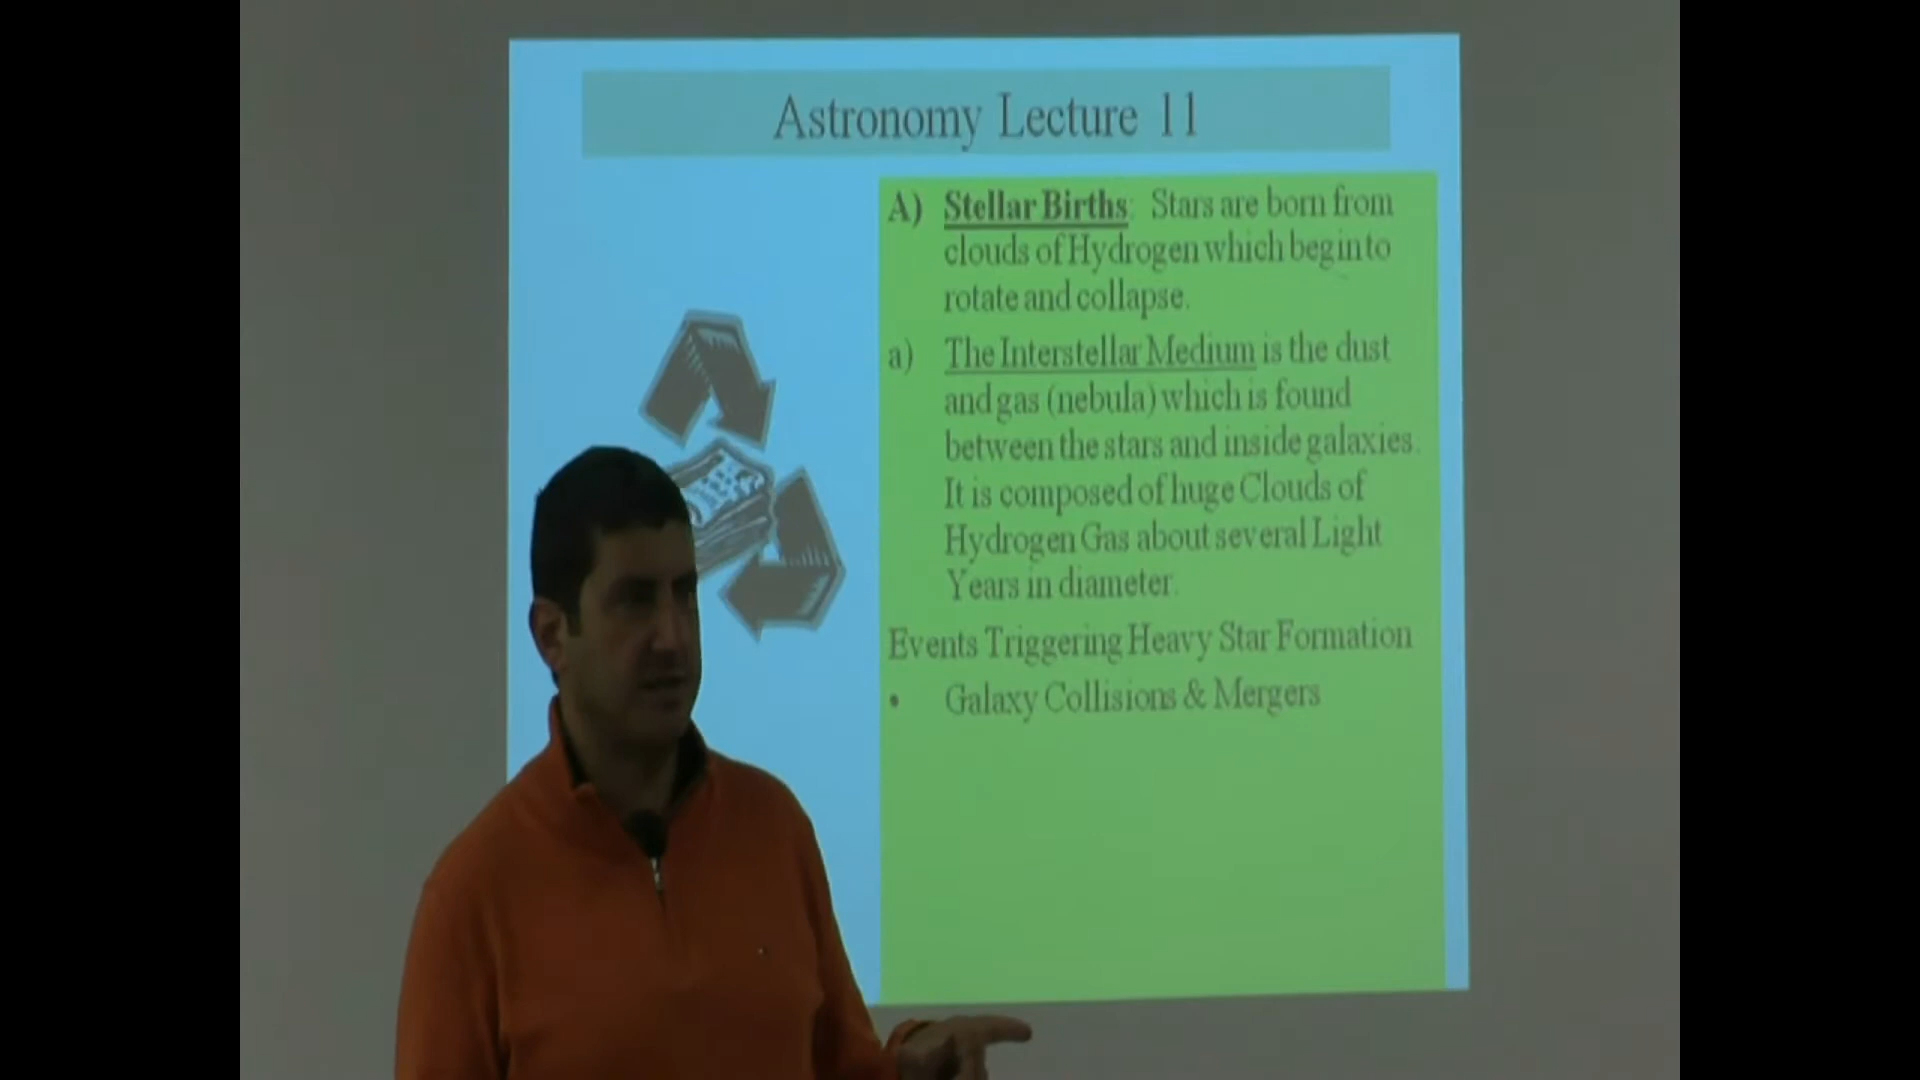 Astronomy Lecture 11
A) Stellar Births: Stars are born from
clouds of Hydrogen which begin to
rotate and collapse.
a) The Interstellar Medium is the dust
and gas (nebula) which is found
between the stars and inside galaxies.
It is composed of huge Clouds of
Hydrogen Gas about several Light
Years in diameter.
Events Triggering Heavy Star Formation
• Galaxy Collisions & Mergers